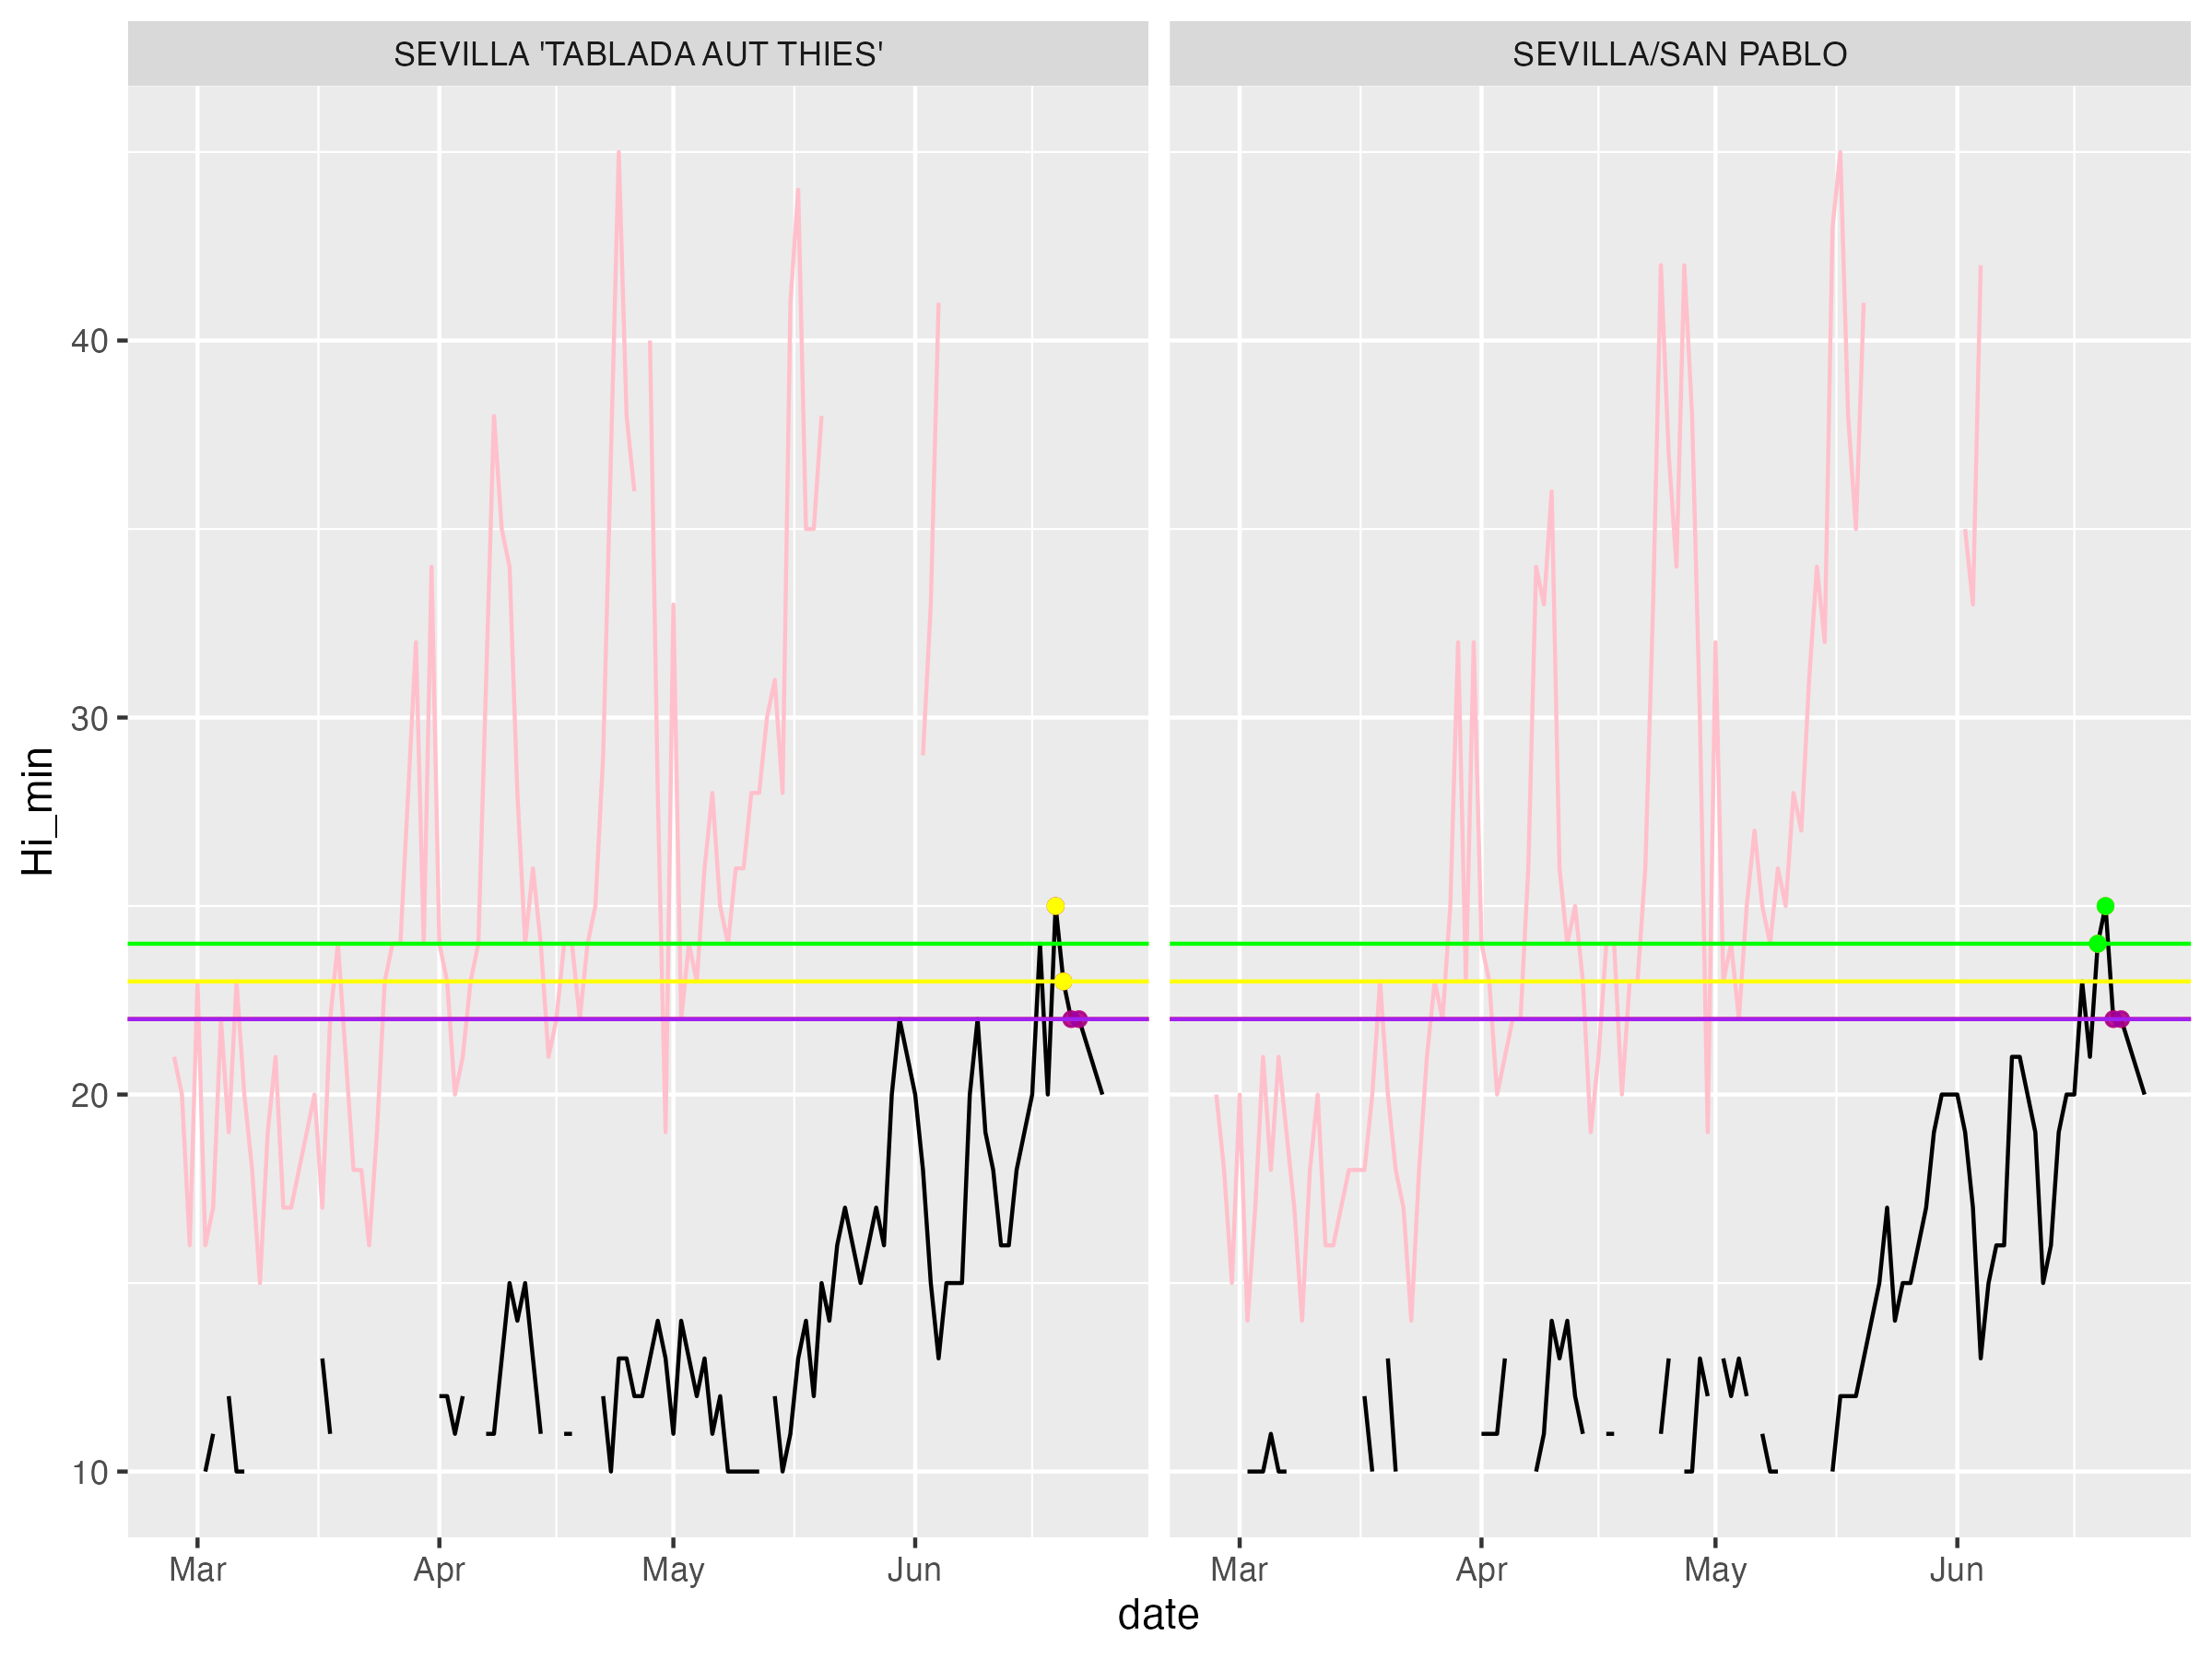 SEVILLA 'TABLADA AUT THIES'
SEVILLA/SAN PABLO
Hi_min
40
30
20
10
Mar
Apr
May
Jun
Mar
Apr
May
Jun
date